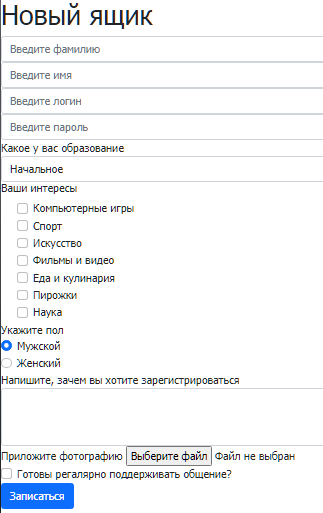 Новый ящик
Введите фамилию
Введите имя
Введите логин
Введите пароль
Какое у вас образование
Начальное
Ваши интересы
Компьютерные игры
Спорт
Искусство
Фильмы и видео
Еда и кулинария
Пирожки
Наука
Укажите пол
Мужской
Женский
Напишите, зачем вы хотите зарегистрироваться
Приложите фотографию Выберите файл Файл не выбран
Готовы регалярно поддерживать общение?
Записаться